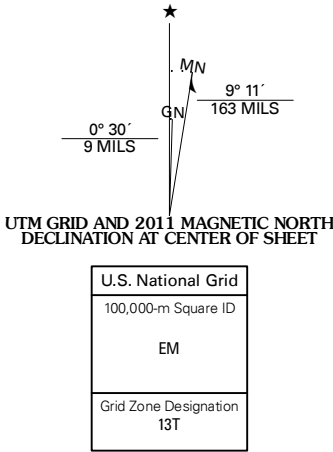 ★
MN
GN
9° 11´
163 MILS
0° 30´
9 MILS
UTM GRID AND 2011 MAGNETIC NORTH
DECLINATION AT CENTER OF SHEET
U.S. National Grid
100,000-m Square ID
EM
Grid Zone Designation
13T